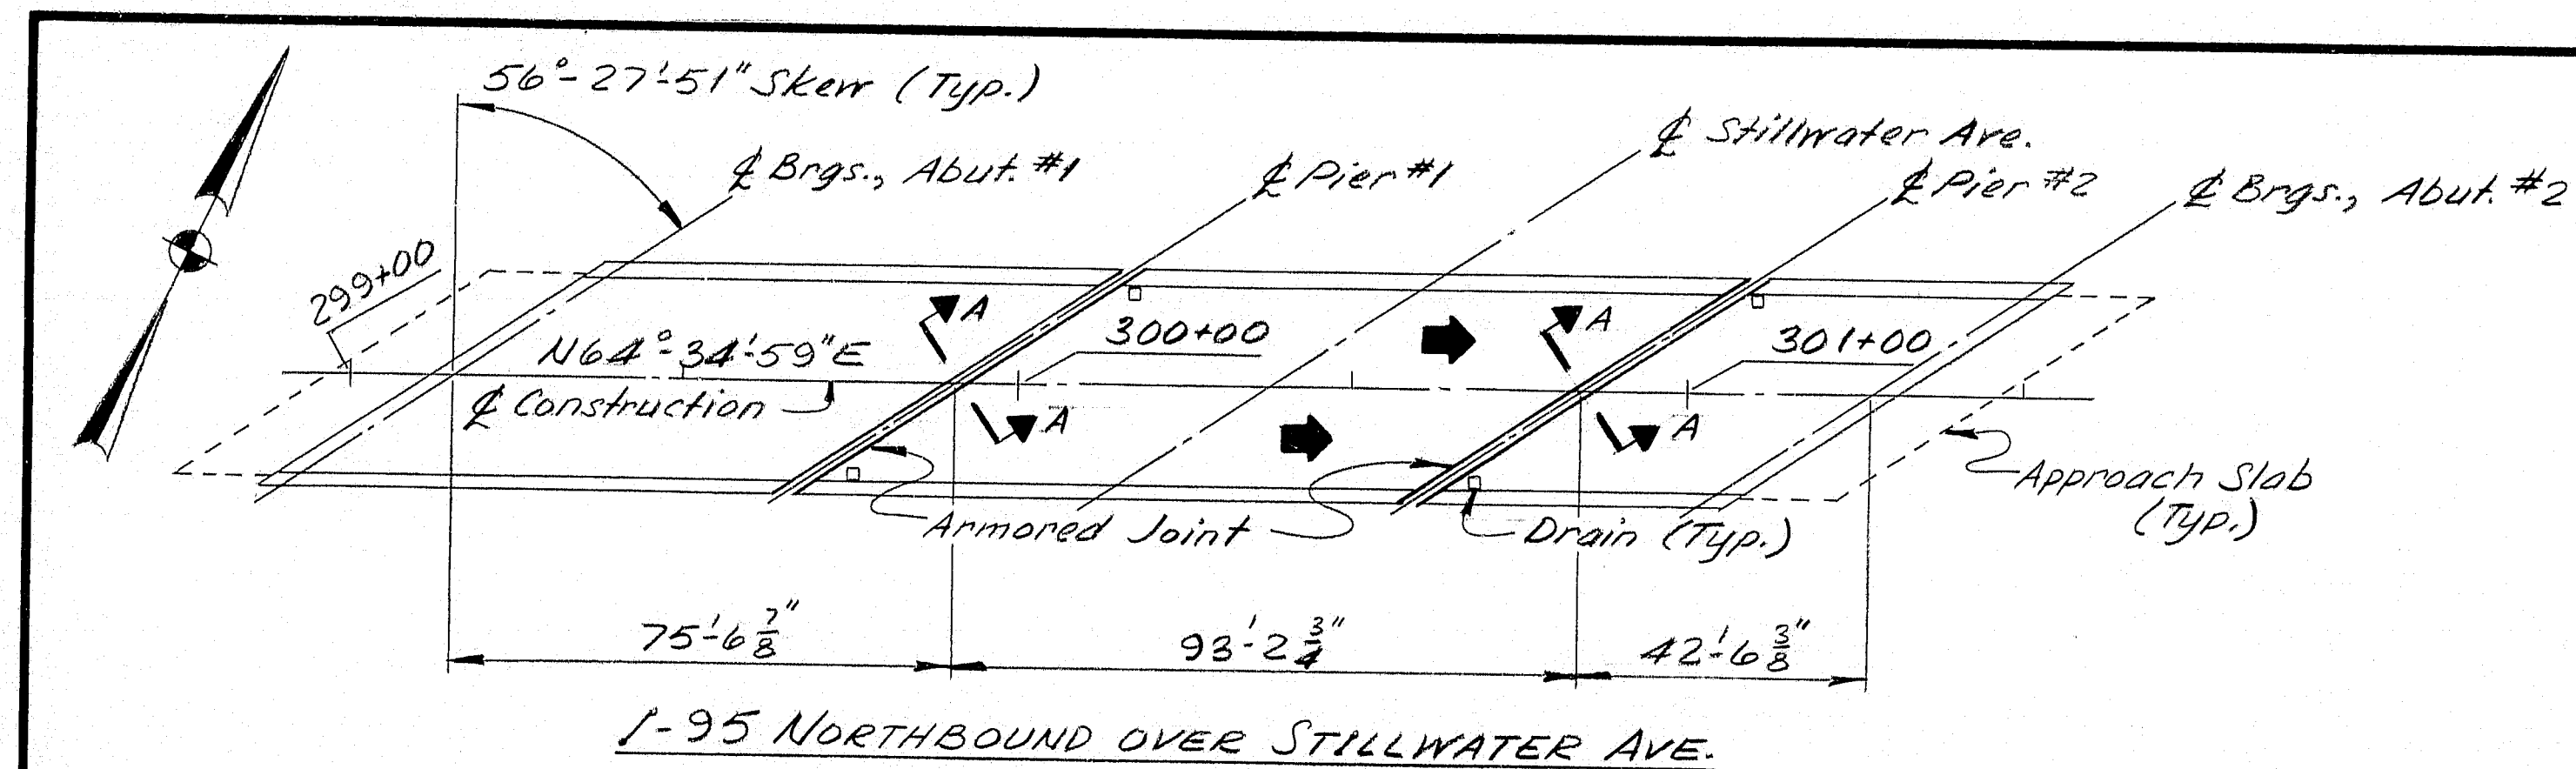 56°-27'-51" Skew (Typ.)
℄ Brgs., Abut. #1
℄ Pier #1
℄ Stillwater Ave.
℄ Pier #2
℄ Brgs., Abut. #2
299+00
N64°-34'-59"E
℄ Construction
A
300+00
A
301+00
A
A
Armored Joint
Drain (Typ.)
Approach Slab
(Typ.)
75'-6 7/8"
93'-2 3/4"
42'-6 3/8"
I-95 NORTHBOUND OVER STILLWATER AVE.